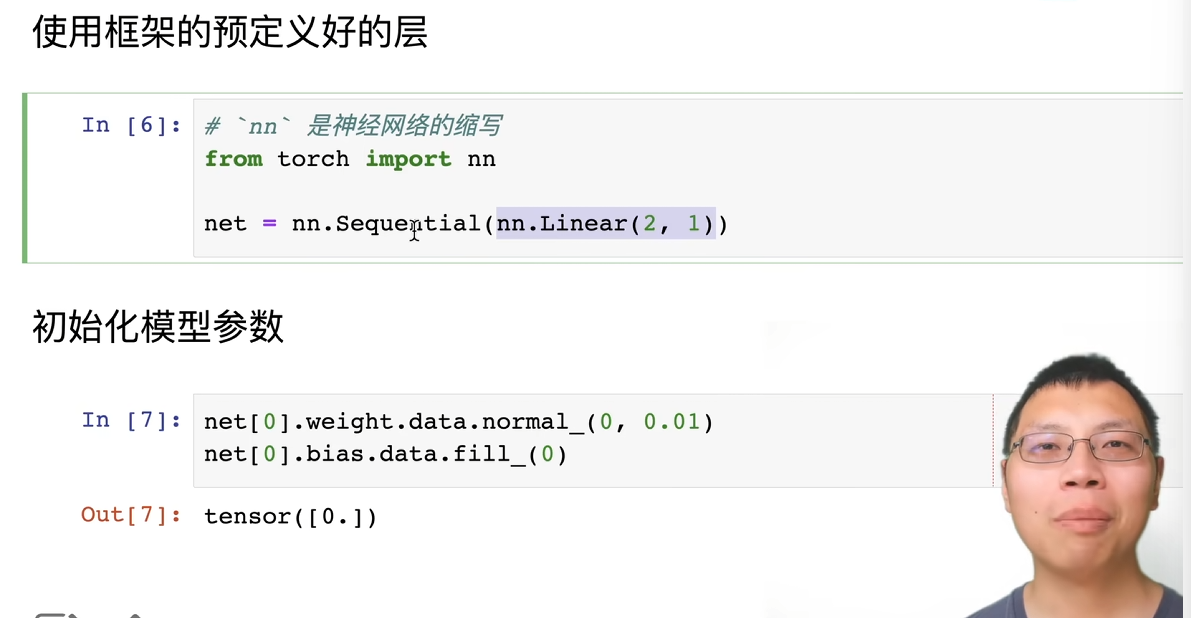 使用框架的预定义好的层
In [6]:
# `nn` 是神经网络的缩写
from torch import nn
net = nn.Sequential(nn.Linear(2, 1))
初始化模型参数
In [7]:
net[0].weight.data.normal_(0, 0.01)
net[0].bias.data.fill_(0)
Out[7]: tensor([0.])